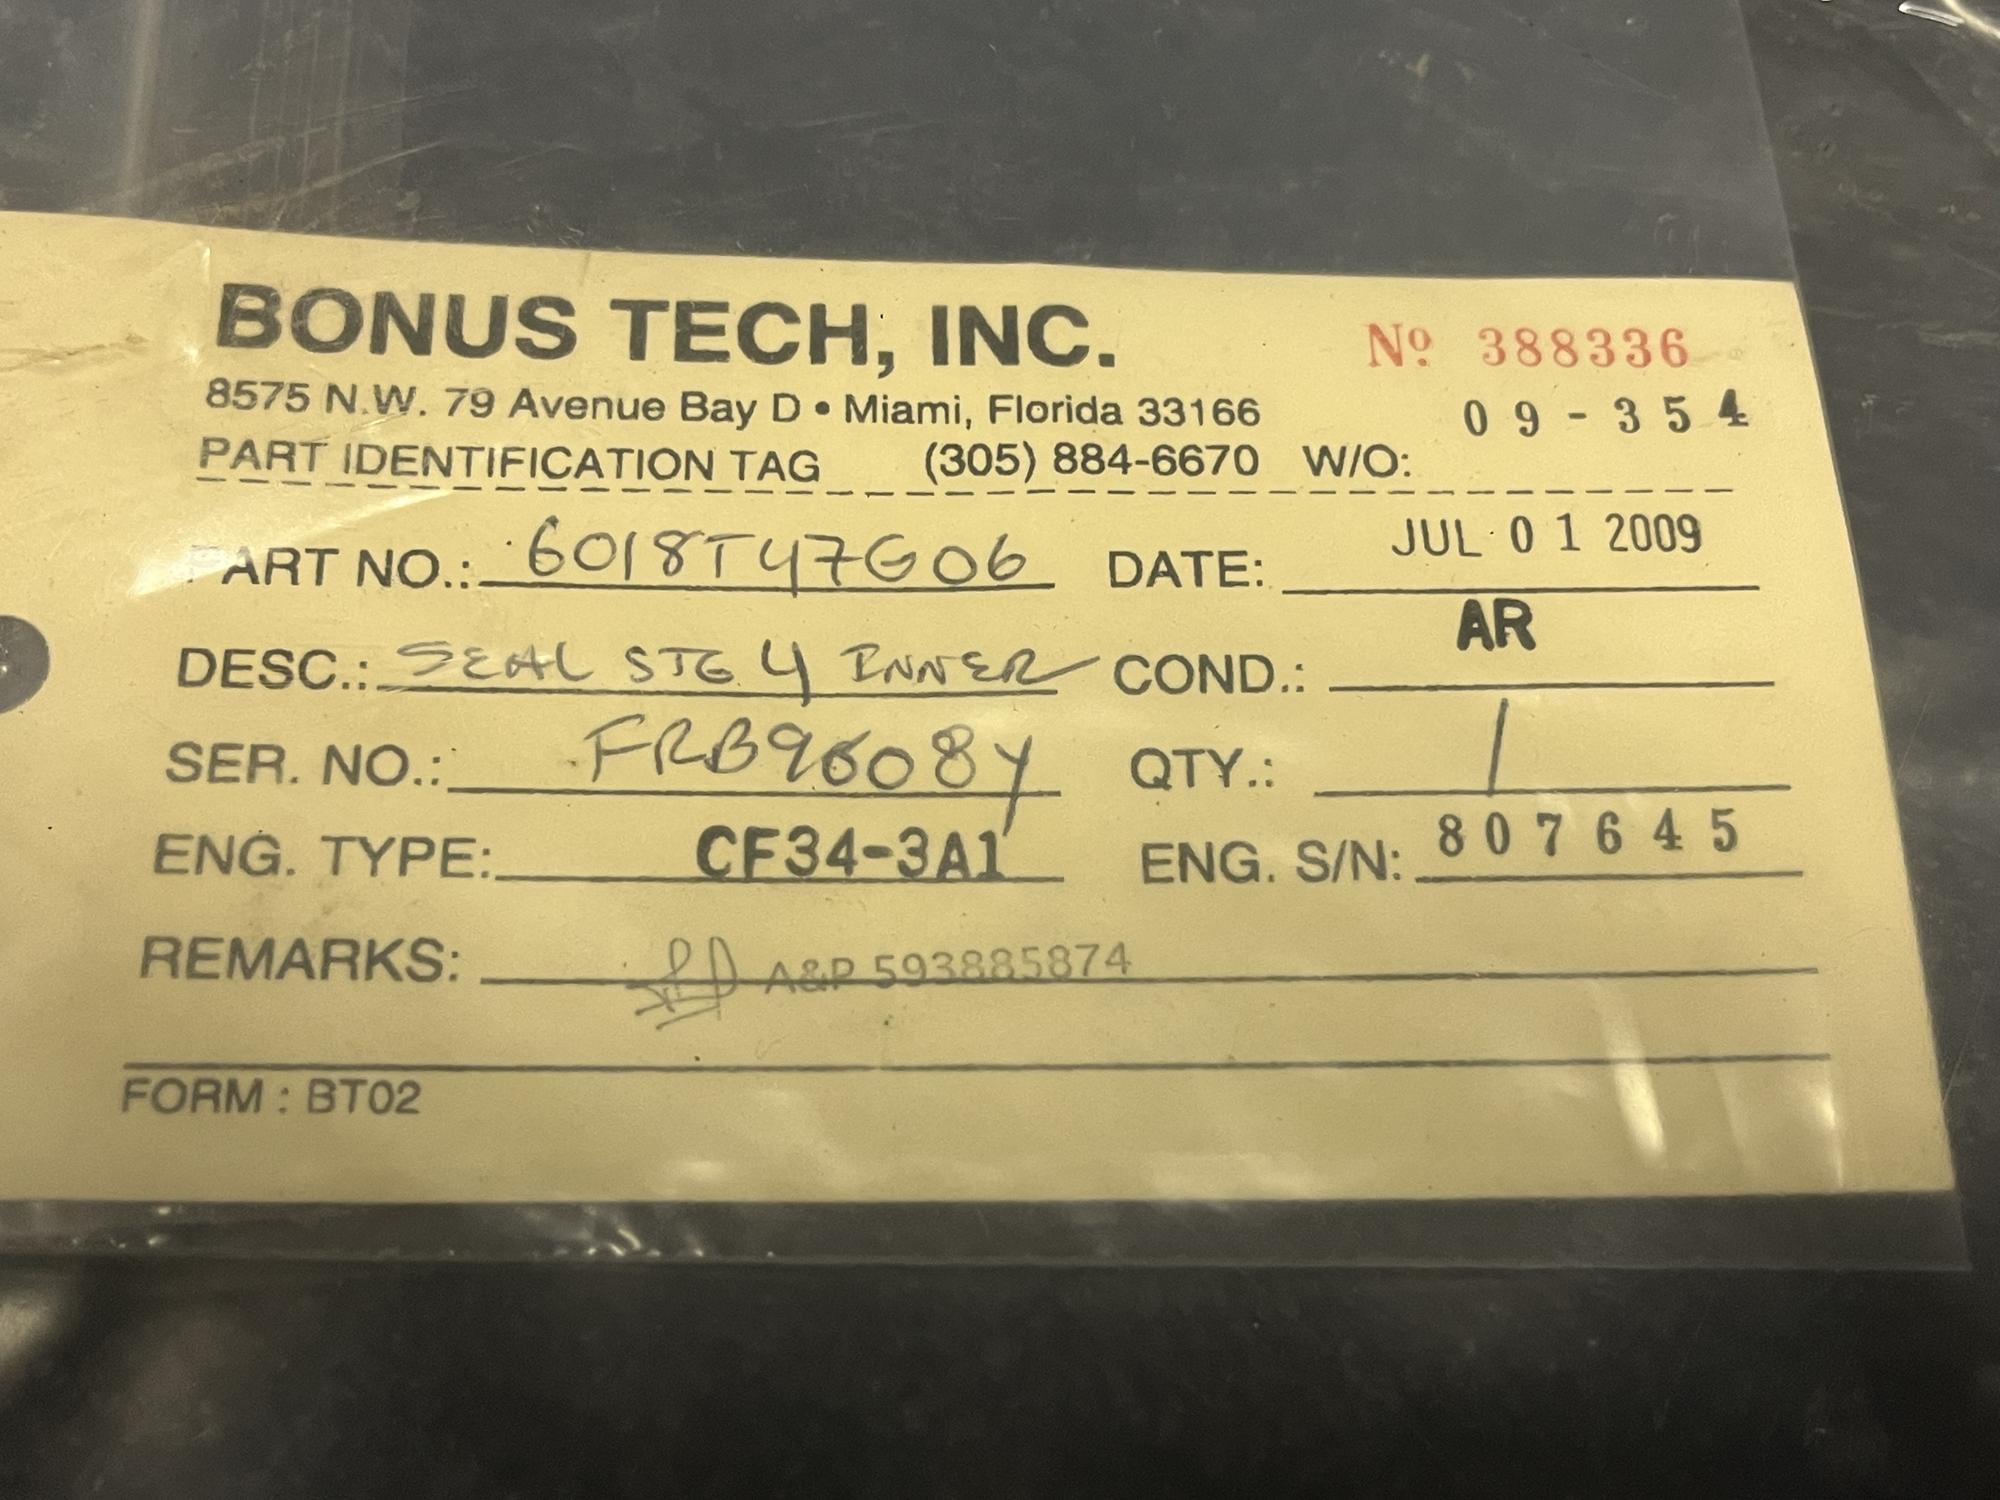 BONUS TECH, INC.
Nº 388336
8575 N.W. 79 Avenue Bay D • Miami, Florida 33166
09-354
PART IDENTIFICATION TAG (305) 884-6670 W/O:
PART NO.: 6018T47G06 DATE: JUL 01 2009
DESC.: SEAL STG 4 INNER COND.: AR
SER. NO.: FRB9608Y QTY.: 1
ENG. TYPE: CF34-3A1 ENG. S/N: 807645
REMARKS: A&P 593885874
FORM : BT02